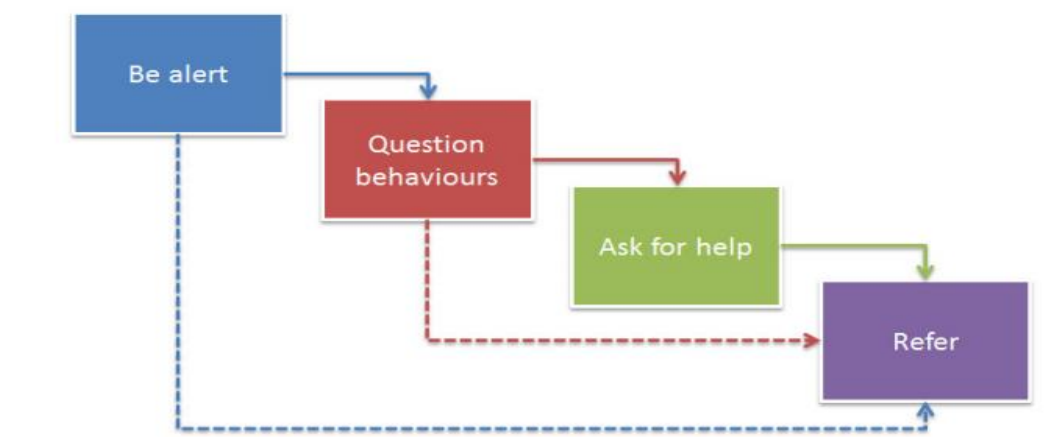 Be alert
Question
behaviours
Ask for help
Refer